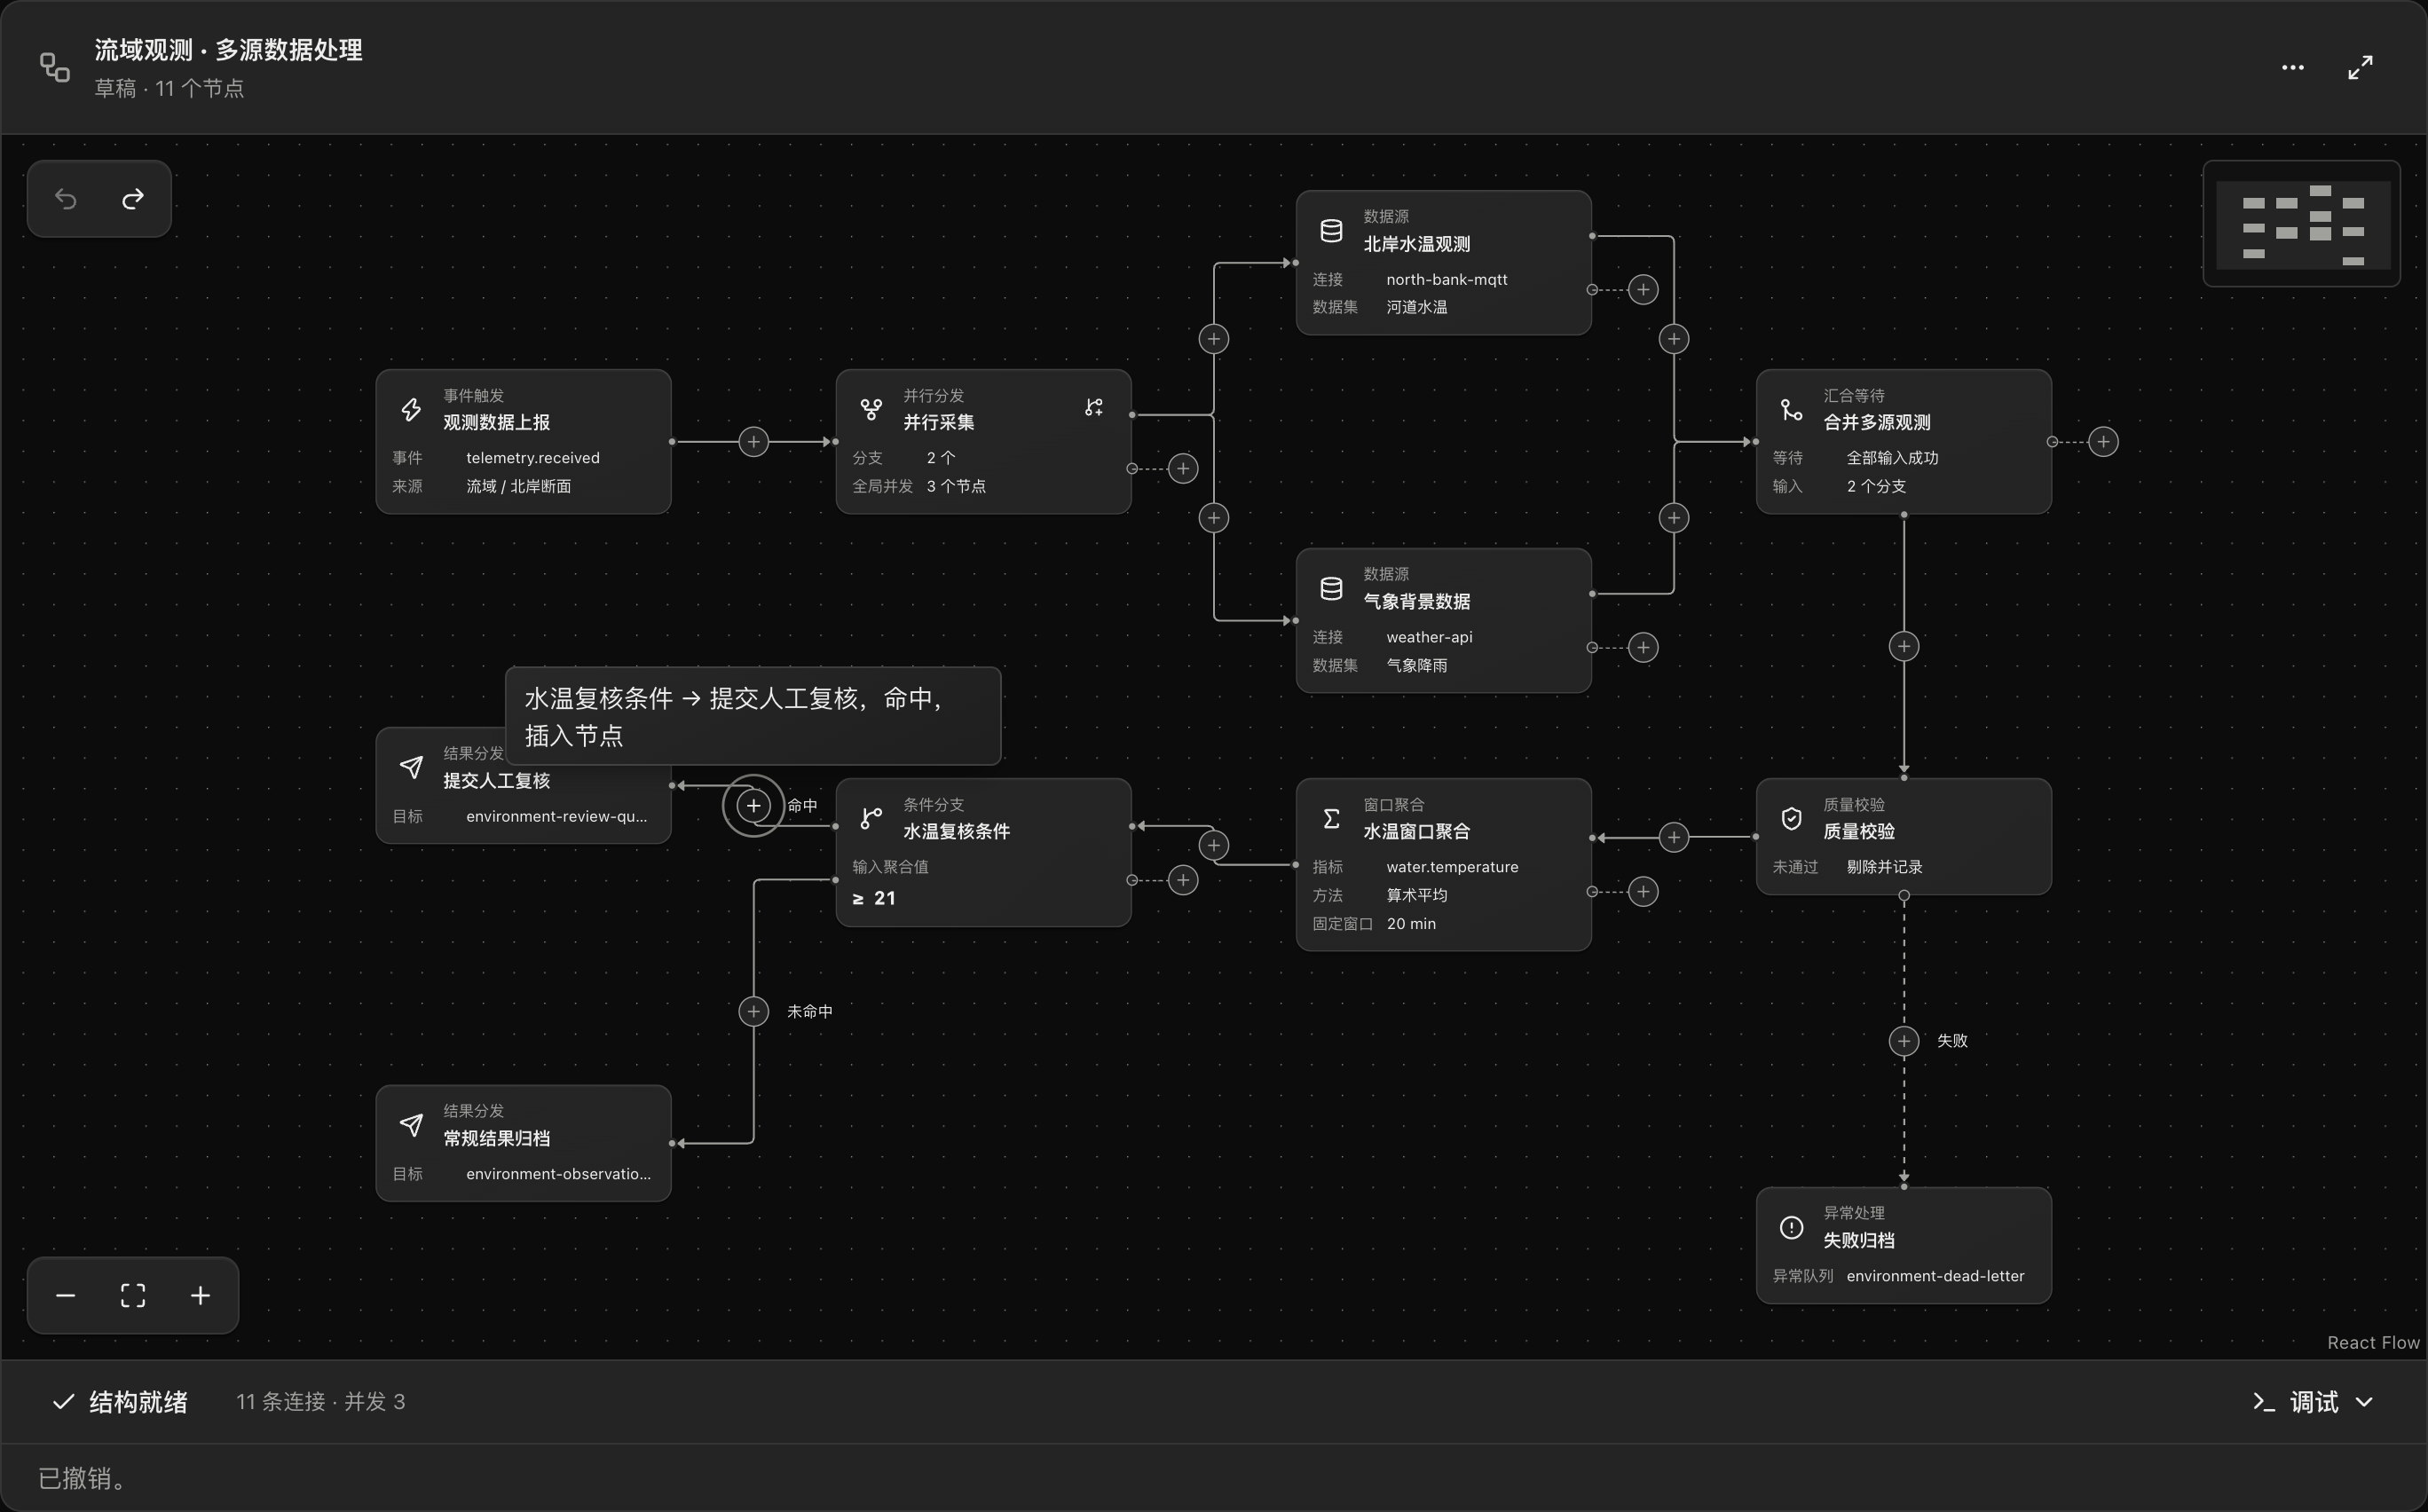 流域观测 · 多源数据处理
草稿 · 11 个节点
数据源
北岸水温观测
连接 north-bank-mqtt
数据集 河道水温
事件触发
观测数据上报
事件 telemetry.received
来源 流域 / 北岸断面
并行分发
并行采集
分支 2 个
全局并发 3 个节点
汇合等待
合并多源观测
等待 全部输入成功
输入 2 个分支
数据源
气象背景数据
连接 weather-api
数据集 气象降雨
水温复核条件 → 提交人工复核，命中，
插入节点
结果分发
提交人工复核
目标 environment-review-qu...
命中
条件分支
水温复核条件
输入聚合值
≥ 21
窗口聚合
水温窗口聚合
指标 water.temperature
方法 算术平均
固定窗口 20 min
质量校验
质量校验
未通过 剔除并记录
未命中
失败
结果分发
常规结果归档
目标 environment-observatio...
异常处理
失败归档
异常队列 environment-dead-letter
React Flow
结构就绪 11 条连接 · 并发 3
调试
已撤销。